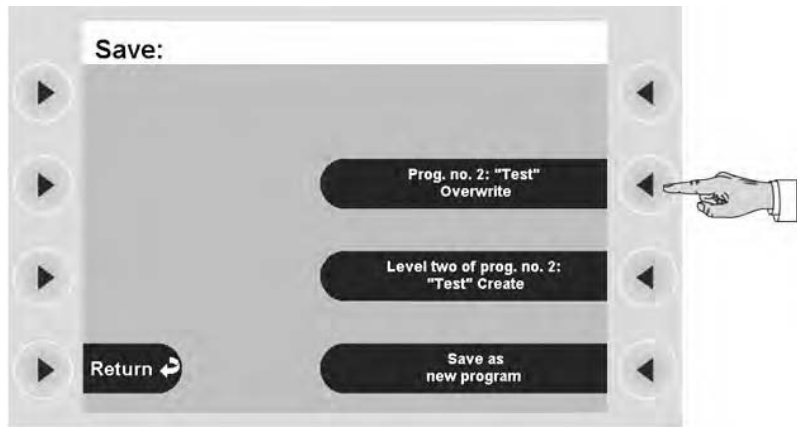 Save:
Prog. no. 2: "Test"
Overwrite
Level two of prog. no. 2:
"Test" Create
Return
Save as
new program